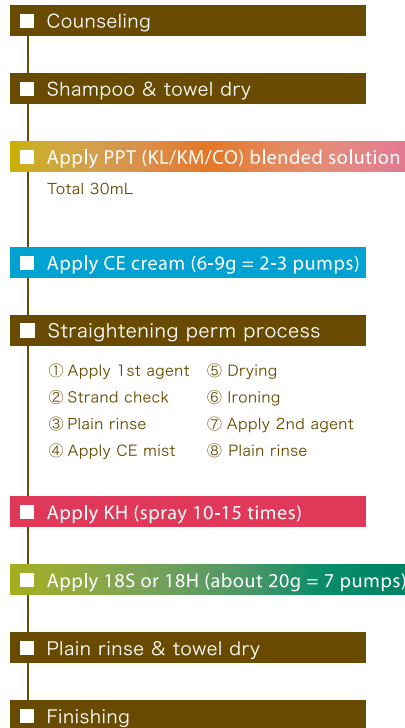 Counseling
Shampoo & towel dry
Apply PPT (KL/KM/CO) blended solution
Total 30mL
Apply CE cream (6-9g = 2-3 pumps)
Straightening perm process
① Apply 1st agent
② Strand check
③ Plain rinse
④ Apply CE mist
⑤ Drying
⑥ Ironing
⑦ Apply 2nd agent
⑧ Plain rinse
Apply KH (spray 10-15 times)
Apply 18S or 18H (about 20g = 7 pumps)
Plain rinse & towel dry
Finishing